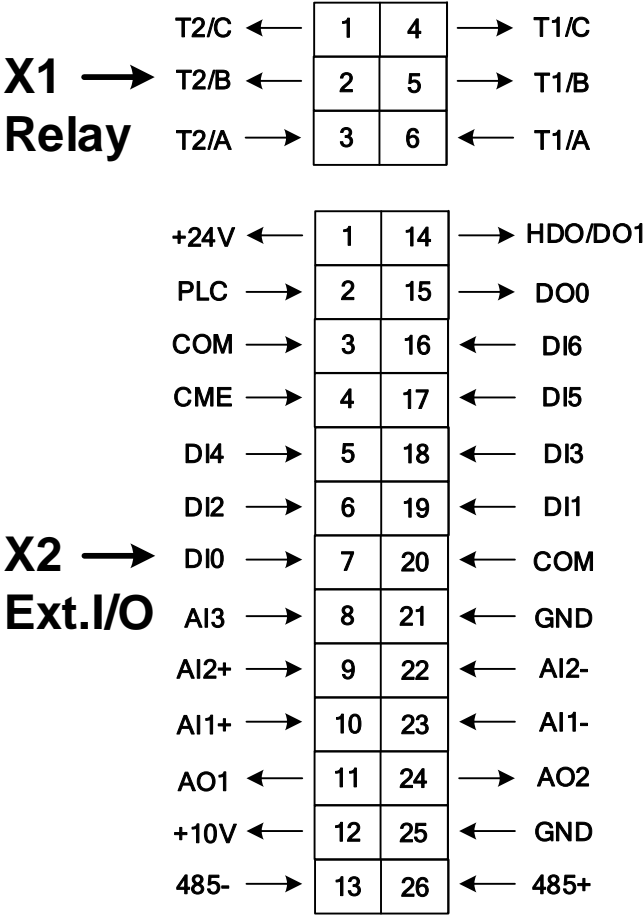 T2/C 1 4 T1/C
X1 T2/B 2 5 T1/B
Relay T2/A 3 6 T1/A
+24V 1 14 HDO/DO1
PLC 2 15 DO0
COM 3 16 DI6
CME 4 17 DI5
DI4 5 18 DI3
DI2 6 19 DI1
X2 DI0 7 20 COM
Ext.I/O AI3 8 21 GND
AI2+ 9 22 AI2-
AI1+ 10 23 AI1-
AO1 11 24 AO2
+10V 12 25 GND
485- 13 26 485+